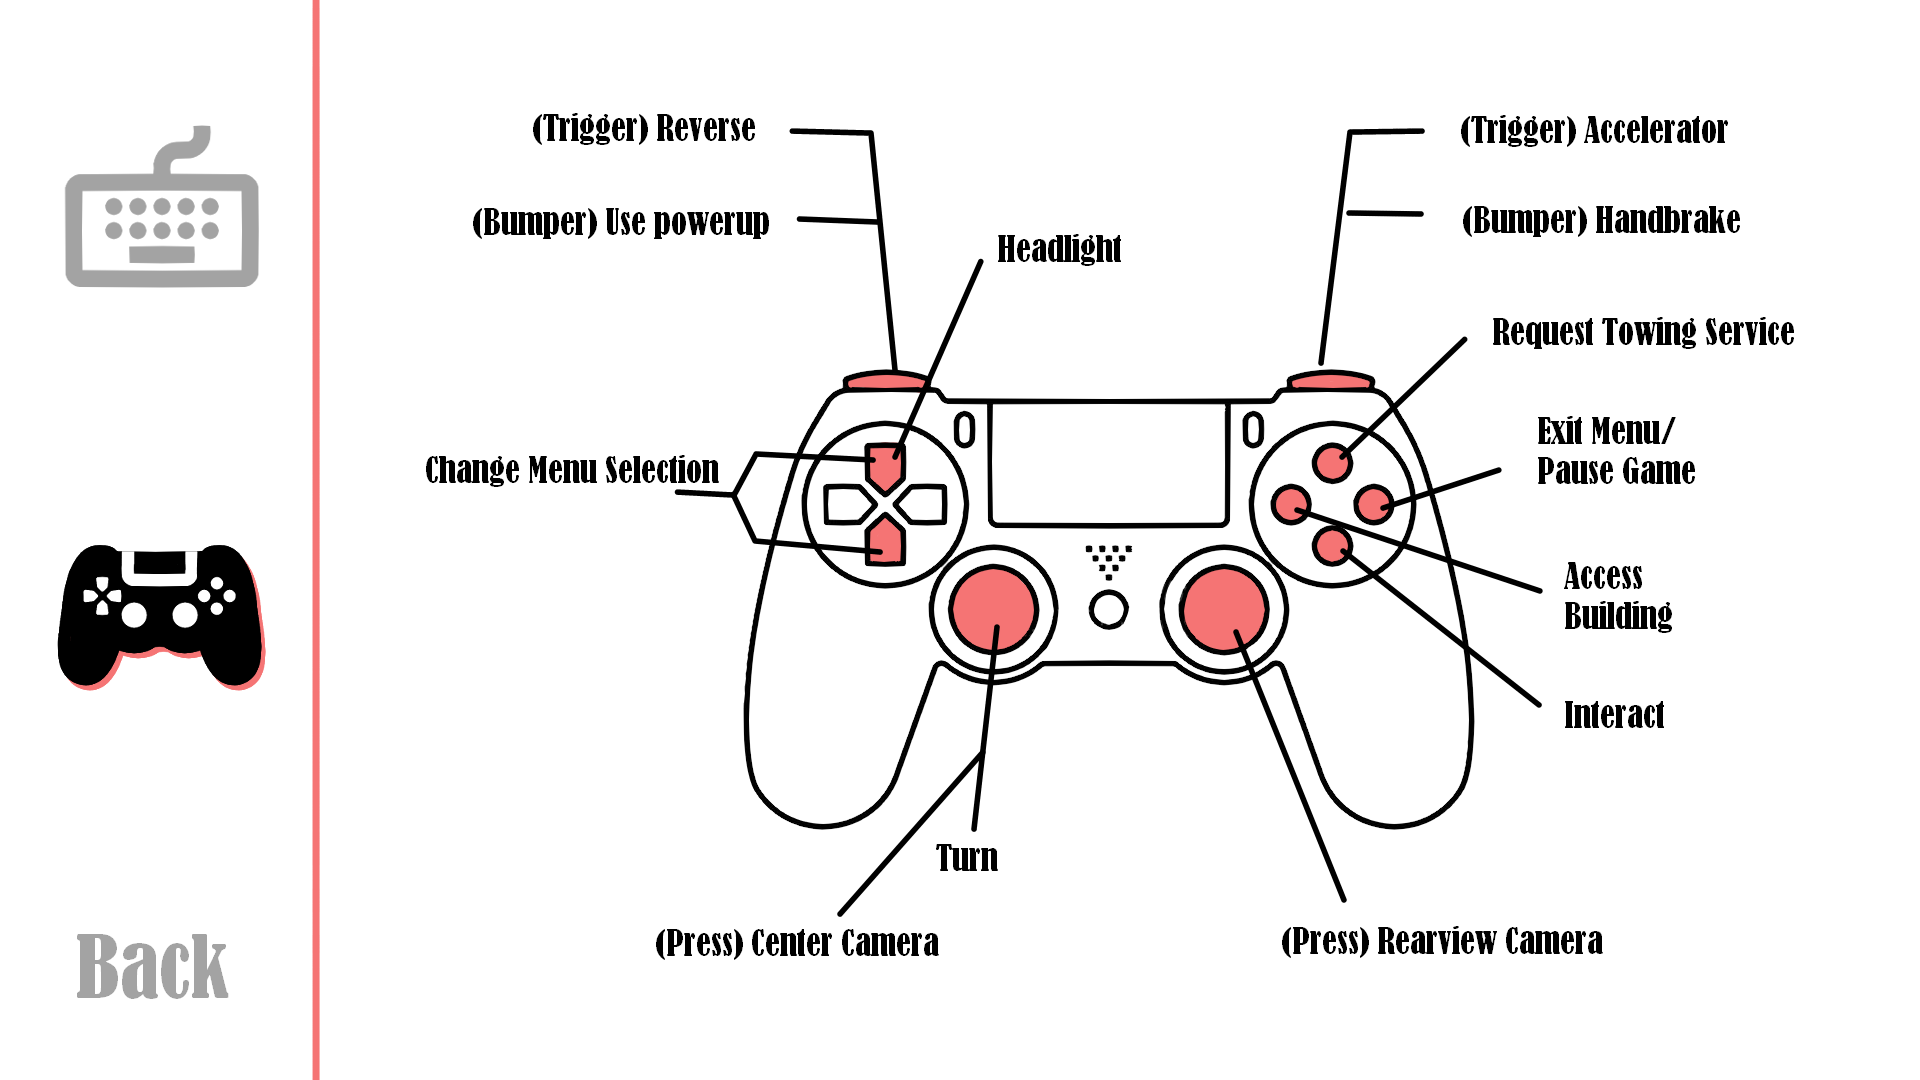 (Trigger) Reverse
(Trigger) Accelerator
(Bumper) Use powerup
(Bumper) Handbrake
Headlight
Request Towing Service
Exit Menu/
Pause Game
Change Menu Selection
Access
Building
Interact
Turn
(Press) Center Camera
(Press) Rearview Camera
Back